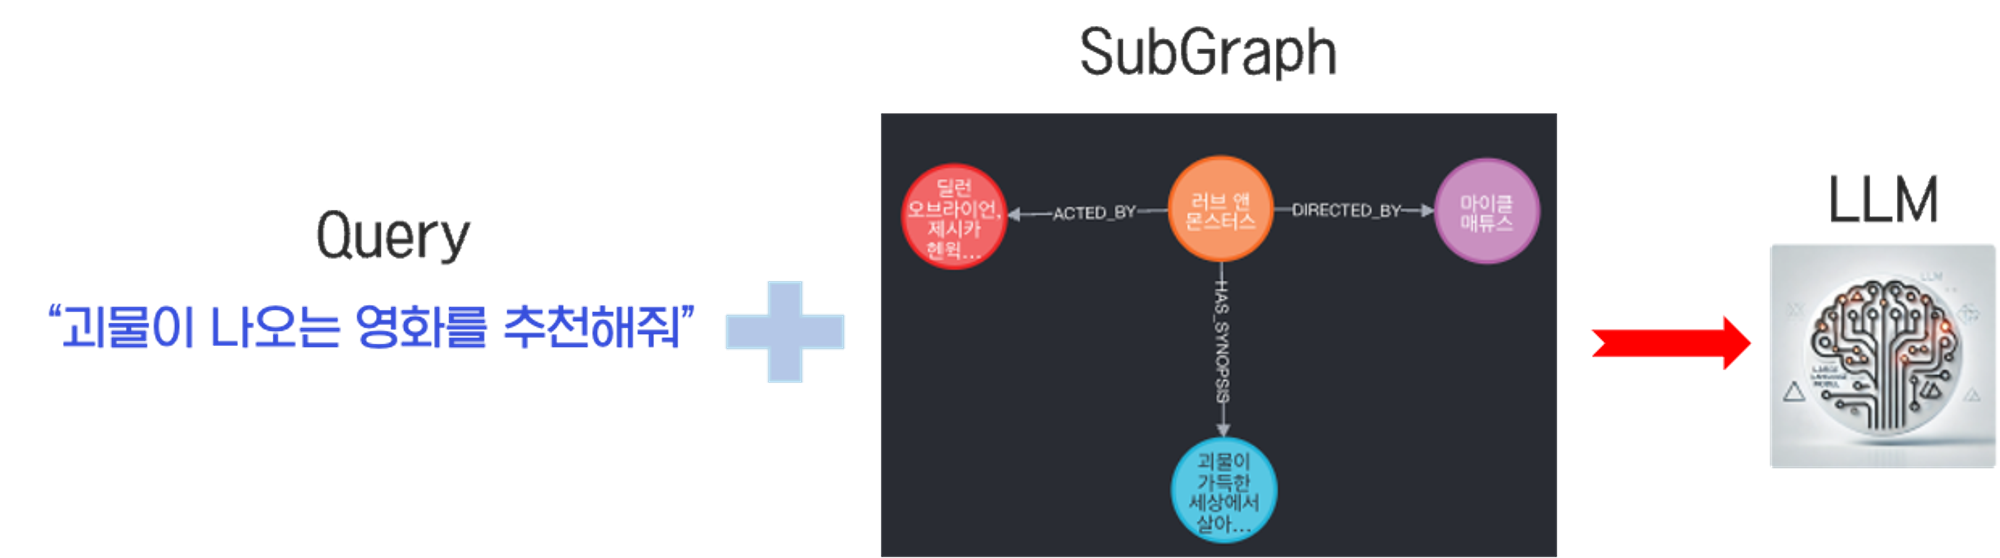 SubGraph
Query
“괴물이 나오는 영화를 추천해줘”
딜런
오브라이언,
제시카
헨윅...
ACTED_BY
러브 앤
몬스터스
DIRECTED_BY
마이클
매튜스
HAS_SYNOPSIS
괴물이
가득한
세상에서
살아...
LLM
LLM